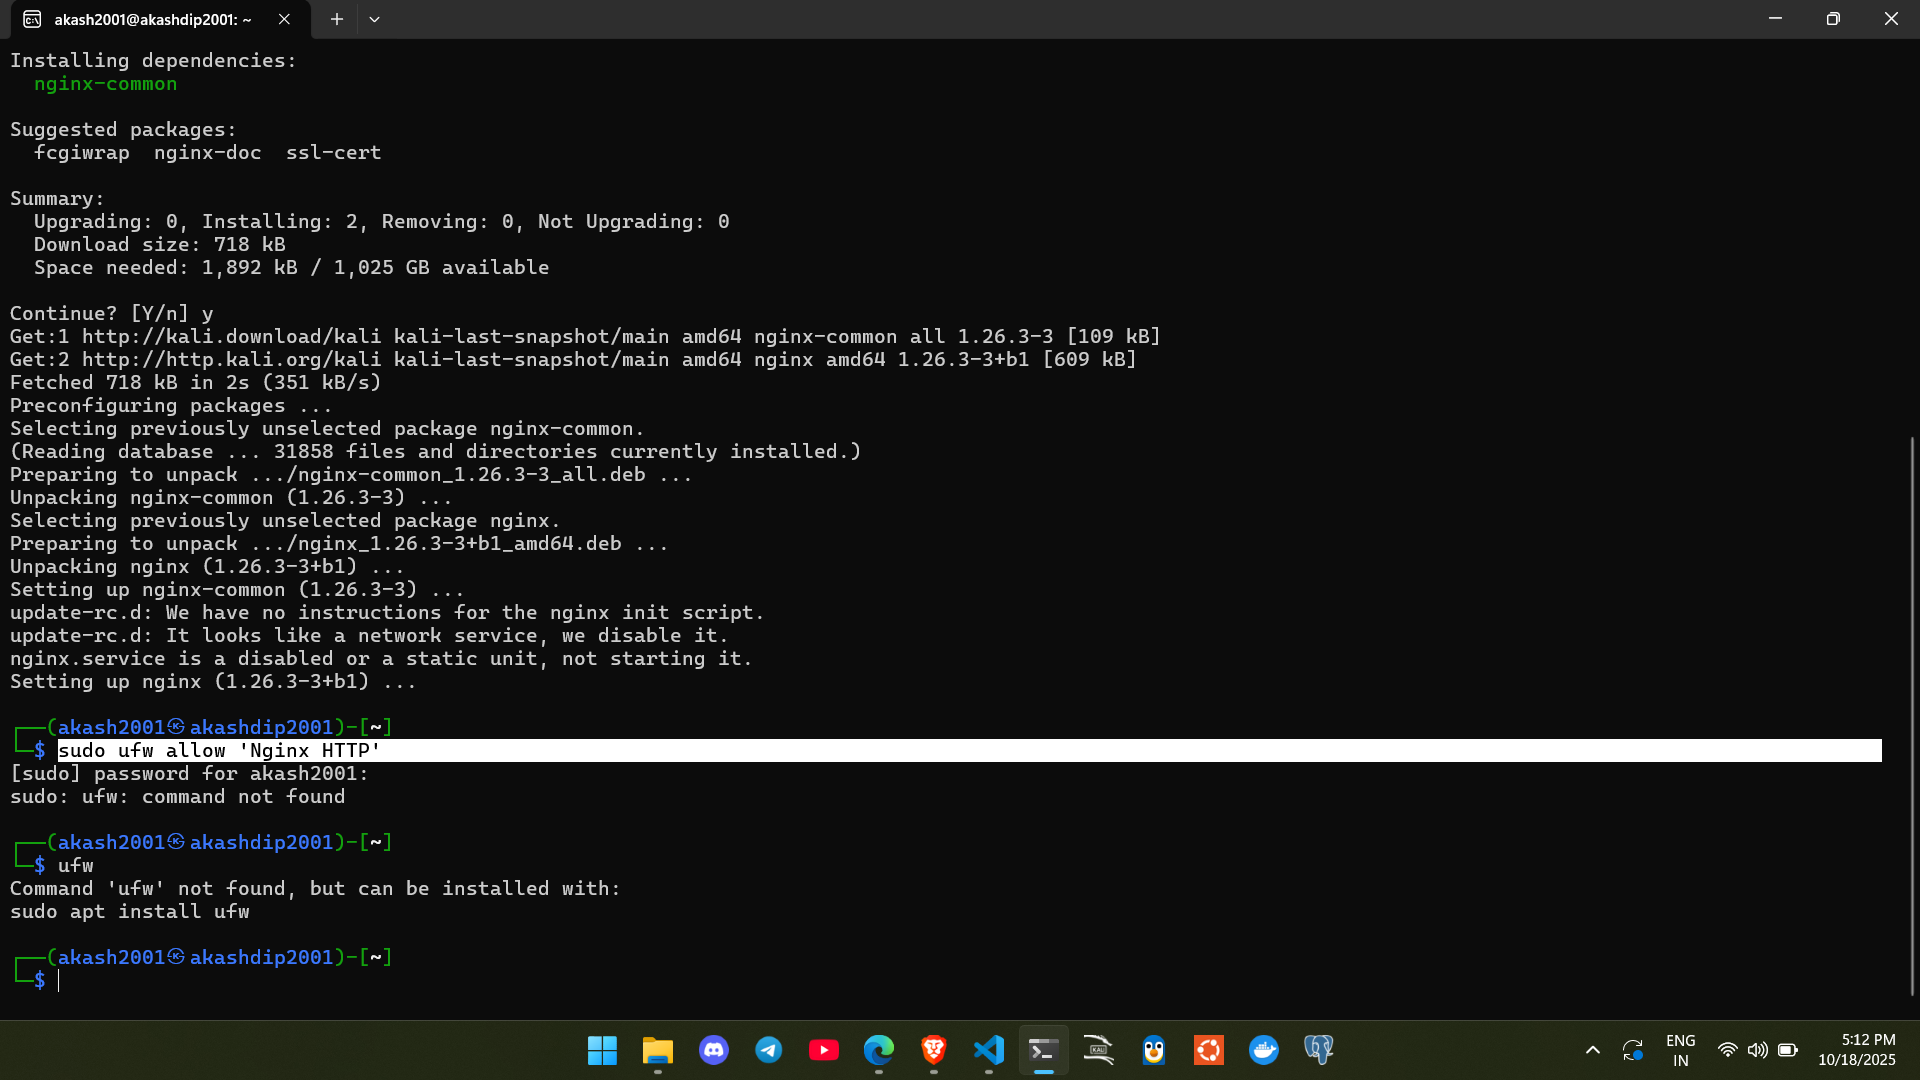 akash2001@akashdip2001: ~
Installing dependencies:
  nginx-common

Suggested packages:
  fcgiwrap  nginx-doc  ssl-cert

Summary:
  Upgrading: 0, Installing: 2, Removing: 0, Not Upgrading: 0
  Download size: 718 kB
  Space needed: 1,892 kB / 1,025 GB available

Continue? [Y/n] y
Get:1 http://kali.download/kali kali-last-snapshot/main amd64 nginx-common all 1.26.3-3 [109 kB]
Get:2 http://http.kali.org/kali kali-last-snapshot/main amd64 nginx amd64 1.26.3-3+b1 [609 kB]
Fetched 718 kB in 2s (351 kB/s)
Preconfiguring packages ...
Selecting previously unselected package nginx-common.
(Reading database ... 31858 files and directories currently installed.)
Preparing to unpack .../nginx-common_1.26.3-3_all.deb ...
Unpacking nginx-common (1.26.3-3) ...
Selecting previously unselected package nginx.
Preparing to unpack .../nginx_1.26.3-3+b1_amd64.deb ...
Unpacking nginx (1.26.3-3+b1) ...
Setting up nginx-common (1.26.3-3) ...
update-rc.d: We have no instructions for the nginx init script.
update-rc.d: It looks like a network service, we disable it.
nginx.service is a disabled or a static unit, not starting it.
Setting up nginx (1.26.3-3+b1) ...

┌──(akash2001㉿akashdip2001)-[~]
└─$ sudo ufw allow 'Nginx HTTP'
[sudo] password for akash2001:
sudo: ufw: command not found

┌──(akash2001㉿akashdip2001)-[~]
└─$ ufw
Command 'ufw' not found, but can be installed with:
sudo apt install ufw

┌──(akash2001㉿akashdip2001)-[~]
└─$
KALI
ENG
IN
5:12 PM
10/18/2025